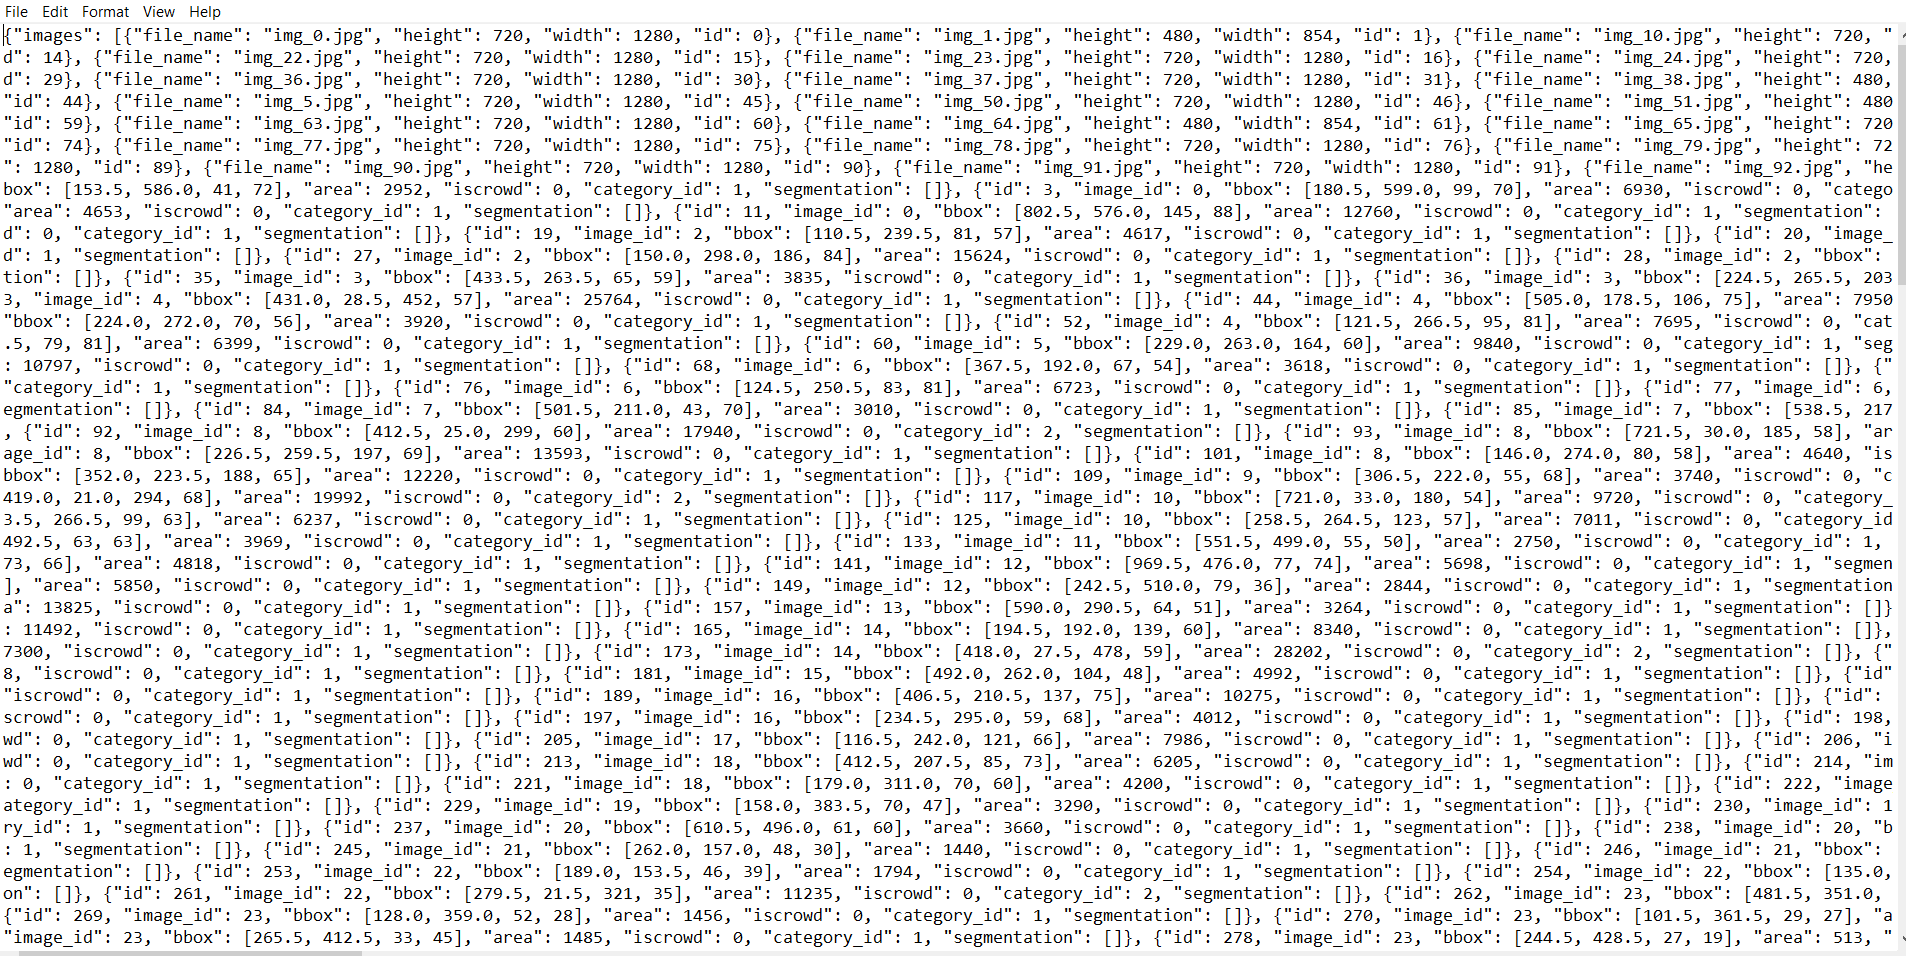 File Edit Format View Help
{"images": [{"file_name": "img_0.jpg", "height": 720, "width": 1280, "id": 0}, {"file_name": "img_1.jpg", "height": 480, "width": 854, "id": 1}, {"file_name": "img_10.jpg", "height": 720, "
d": 14}, {"file_name": "img_22.jpg", "height": 720, "width": 1280, "id": 15}, {"file_name": "img_23.jpg", "height": 720, "width": 1280, "id": 16}, {"file_name": "img_24.jpg", "height": 720,
d": 29}, {"file_name": "img_36.jpg", "height": 720, "width": 1280, "id": 30}, {"file_name": "img_37.jpg", "height": 720, "width": 1280, "id": 31}, {"file_name": "img_38.jpg", "height": 480,
"id": 44}, {"file_name": "img_5.jpg", "height": 720, "width": 1280, "id": 45}, {"file_name": "img_50.jpg", "height": 720, "width": 1280, "id": 46}, {"file_name": "img_51.jpg", "height": 480
"id": 59}, {"file_name": "img_63.jpg", "height": 720, "width": 1280, "id": 60}, {"file_name": "img_64.jpg", "height": 480, "width": 854, "id": 61}, {"file_name": "img_65.jpg", "height": 720
"id": 74}, {"file_name": "img_77.jpg", "height": 720, "width": 1280, "id": 75}, {"file_name": "img_78.jpg", "height": 720, "width": 1280, "id": 76}, {"file_name": "img_79.jpg", "height": 72
": 1280, "id": 89}, {"file_name": "img_90.jpg", "height": 720, "width": 1280, "id": 90}, {"file_name": "img_91.jpg", "height": 720, "width": 1280, "id": 91}, {"file_name": "img_92.jpg", "he
box": [153.5, 586.0, 41, 72], "area": 2952, "iscrowd": 0, "category_id": 1, "segmentation": []}, {"id": 3, "image_id": 0, "bbox": [180.5, 599.0, 99, 70], "area": 6930, "iscrowd": 0, "catego
"area": 4653, "iscrowd": 0, "category_id": 1, "segmentation": []}, {"id": 11, "image_id": 0, "bbox": [802.5, 576.0, 145, 88], "area": 12760, "iscrowd": 0, "category_id": 1, "segmentation":
d": 0, "category_id": 1, "segmentation": []}, {"id": 19, "image_id": 2, "bbox": [110.5, 239.5, 81, 57], "area": 4617, "iscrowd": 0, "category_id": 1, "segmentation": []}, {"id": 20, "image_
d": 1, "segmentation": []}, {"id": 27, "image_id": 2, "bbox": [150.0, 298.0, 186, 84], "area": 15624, "iscrowd": 0, "category_id": 1, "segmentation": []}, {"id": 28, "image_id": 2, "bbox":
tion": []}, {"id": 35, "image_id": 3, "bbox": [433.5, 263.5, 65, 59], "area": 3835, "iscrowd": 0, "category_id": 1, "segmentation": []}, {"id": 36, "image_id": 3, "bbox": [224.5, 265.5, 203
3, "image_id": 4, "bbox": [431.0, 28.5, 452, 57], "area": 25764, "iscrowd": 0, "category_id": 1, "segmentation": []}, {"id": 44, "image_id": 4, "bbox": [505.0, 178.5, 106, 75], "area": 7950
"bbox": [224.0, 272.0, 70, 56], "area": 3920, "iscrowd": 0, "category_id": 1, "segmentation": []}, {"id": 52, "image_id": 4, "bbox": [121.5, 266.5, 95, 81], "area": 7695, "iscrowd": 0, "cat
.5, 79, 81], "area": 6399, "iscrowd": 0, "category_id": 1, "segmentation": []}, {"id": 60, "image_id": 5, "bbox": [229.0, 263.0, 164, 60], "area": 9840, "iscrowd": 0, "category_id": 1, "seg
: 10797, "iscrowd": 0, "category_id": 1, "segmentation": []}, {"id": 68, "image_id": 6, "bbox": [367.5, 192.0, 67, 54], "area": 3618, "iscrowd": 0, "category_id": 1, "segmentation": []}, {"
"category_id": 1, "segmentation": []}, {"id": 76, "image_id": 6, "bbox": [124.5, 250.5, 83, 81], "area": 6723, "iscrowd": 0, "category_id": 1, "segmentation": []}, {"id": 77, "image_id": 6,
egmentation": []}, {"id": 84, "image_id": 7, "bbox": [501.5, 211.0, 43, 70], "area": 3010, "iscrowd": 0, "category_id": 1, "segmentation": []}, {"id": 85, "image_id": 7, "bbox": [538.5, 217
, {"id": 92, "image_id": 8, "bbox": [412.5, 25.0, 299, 60], "area": 17940, "iscrowd": 0, "category_id": 2, "segmentation": []}, {"id": 93, "image_id": 8, "bbox": [721.5, 30.0, 185, 58], "ar
age_id": 8, "bbox": [226.5, 259.5, 197, 69], "area": 13593, "iscrowd": 0, "category_id": 1, "segmentation": []}, {"id": 101, "image_id": 8, "bbox": [146.0, 274.0, 80, 58], "area": 4640, "is
bbox": [352.0, 223.5, 188, 65], "area": 12220, "iscrowd": 0, "category_id": 1, "segmentation": []}, {"id": 109, "image_id": 9, "bbox": [306.5, 222.0, 55, 68], "area": 3740, "iscrowd": 0, "c
419.0, 21.0, 294, 68], "area": 19992, "iscrowd": 0, "category_id": 2, "segmentation": []}, {"id": 117, "image_id": 10, "bbox": [721.0, 33.0, 180, 54], "area": 9720, "iscrowd": 0, "category_
3.5, 266.5, 99, 63], "area": 6237, "iscrowd": 0, "category_id": 1, "segmentation": []}, {"id": 125, "image_id": 10, "bbox": [258.5, 264.5, 123, 57], "area": 7011, "iscrowd": 0, "category_id
492.5, 63, 63], "area": 3969, "iscrowd": 0, "category_id": 1, "segmentation": []}, {"id": 133, "image_id": 11, "bbox": [551.5, 499.0, 55, 50], "area": 2750, "iscrowd": 0, "category_id": 1,
73, 66], "area": 4818, "iscrowd": 0, "category_id": 1, "segmentation": []}, {"id": 141, "image_id": 12, "bbox": [969.5, 476.0, 77, 74], "area": 5698, "iscrowd": 0, "category_id": 1, "segmen
], "area": 5850, "iscrowd": 0, "category_id": 1, "segmentation": []}, {"id": 149, "image_id": 12, "bbox": [242.5, 510.0, 79, 36], "area": 2844, "iscrowd": 0, "category_id": 1, "segmentation
a": 13825, "iscrowd": 0, "category_id": 1, "segmentation": []}, {"id": 157, "image_id": 13, "bbox": [590.0, 290.5, 64, 51], "area": 3264, "iscrowd": 0, "category_id": 1, "segmentation": []}
: 11492, "iscrowd": 0, "category_id": 1, "segmentation": []}, {"id": 165, "image_id": 14, "bbox": [194.5, 192.0, 139, 60], "area": 8340, "iscrowd": 0, "category_id": 1, "segmentation": []},
7300, "iscrowd": 0, "category_id": 1, "segmentation": []}, {"id": 173, "image_id": 14, "bbox": [418.0, 27.5, 478, 59], "area": 28202, "iscrowd": 0, "category_id": 2, "segmentation": []}, {"
8, "iscrowd": 0, "category_id": 1, "segmentation": []}, {"id": 181, "image_id": 15, "bbox": [492.0, 262.0, 104, 48], "area": 4992, "iscrowd": 0, "category_id": 1, "segmentation": []}, {"id"
"iscrowd": 0, "category_id": 1, "segmentation": []}, {"id": 189, "image_id": 16, "bbox": [406.5, 210.5, 137, 75], "area": 10275, "iscrowd": 0, "category_id": 1, "segmentation": []}, {"id":
scrowd": 0, "category_id": 1, "segmentation": []}, {"id": 197, "image_id": 16, "bbox": [234.5, 295.0, 59, 68], "area": 4012, "iscrowd": 0, "category_id": 1, "segmentation": []}, {"id": 198,
wd": 0, "category_id": 1, "segmentation": []}, {"id": 205, "image_id": 17, "bbox": [116.5, 242.0, 121, 66], "area": 7986, "iscrowd": 0, "category_id": 1, "segmentation": []}, {"id": 206, "i
wd": 0, "category_id": 1, "segmentation": []}, {"id": 213, "image_id": 18, "bbox": [412.5, 207.5, 85, 73], "area": 6205, "iscrowd": 0, "category_id": 1, "segmentation": []}, {"id": 214, "im
: 0, "category_id": 1, "segmentation": []}, {"id": 221, "image_id": 18, "bbox": [179.0, 311.0, 70, 60], "area": 4200, "iscrowd": 0, "category_id": 1, "segmentation": []}, {"id": 222, "image
ategory_id": 1, "segmentation": []}, {"id": 229, "image_id": 19, "bbox": [158.0, 383.5, 70, 47], "area": 3290, "iscrowd": 0, "category_id": 1, "segmentation": []}, {"id": 230, "image_id": 1
ry_id": 1, "segmentation": []}, {"id": 237, "image_id": 20, "bbox": [610.5, 496.0, 61, 60], "area": 3660, "iscrowd": 0, "category_id": 1, "segmentation": []}, {"id": 238, "image_id": 20, "b
: 1, "segmentation": []}, {"id": 245, "image_id": 21, "bbox": [262.0, 157.0, 48, 30], "area": 1440, "iscrowd": 0, "category_id": 1, "segmentation": []}, {"id": 246, "image_id": 21, "bbox":
egmentation": []}, {"id": 253, "image_id": 22, "bbox": [189.0, 153.5, 46, 39], "area": 1794, "iscrowd": 0, "category_id": 1, "segmentation": []}, {"id": 254, "image_id": 22, "bbox": [135.0,
on": []}, {"id": 261, "image_id": 22, "bbox": [279.5, 21.5, 321, 35], "area": 11235, "iscrowd": 0, "category_id": 2, "segmentation": []}, {"id": 262, "image_id": 23, "bbox": [481.5, 351.0,
{"id": 269, "image_id": 23, "bbox": [128.0, 359.0, 52, 28], "area": 1456, "iscrowd": 0, "category_id": 1, "segmentation": []}, {"id": 270, "image_id": 23, "bbox": [101.5, 361.5, 29, 27], "a
"image_id": 23, "bbox": [265.5, 412.5, 33, 45], "area": 1485, "iscrowd": 0, "category_id": 1, "segmentation": []}, {"id": 278, "image_id": 23, "bbox": [244.5, 428.5, 27, 19], "area": 513, "